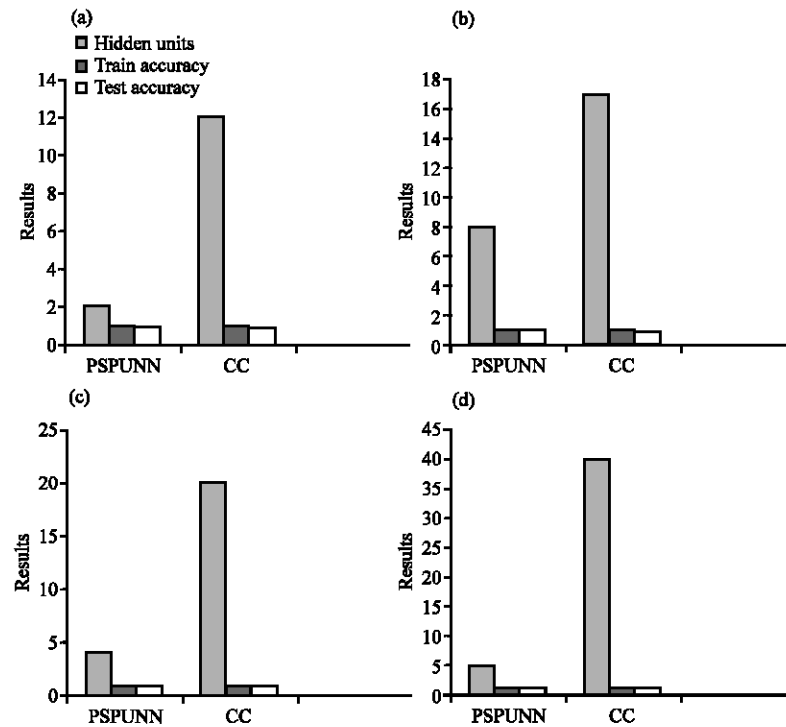 (a)
Hidden units
Train accuracy
Test accuracy
14
12
10
8
6
4
2
0
Results
PSPUNN CC
(b)
18
16
14
12
10
8
6
4
2
0
Results
PSPUNN CC
(c)
25
20
15
10
5
0
Results
PSPUNN CC
(d)
45
40
35
30
25
20
15
10
5
0
Results
PSPUNN CC